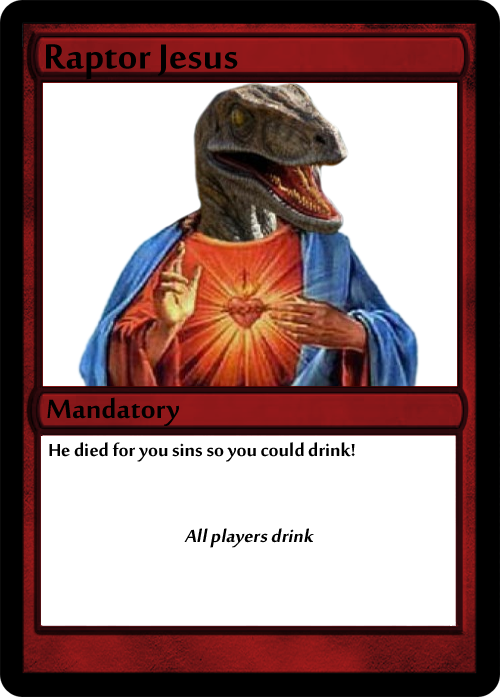 Raptor Jesus
Mandatory
He died for you sins so you could drink!
All players drink